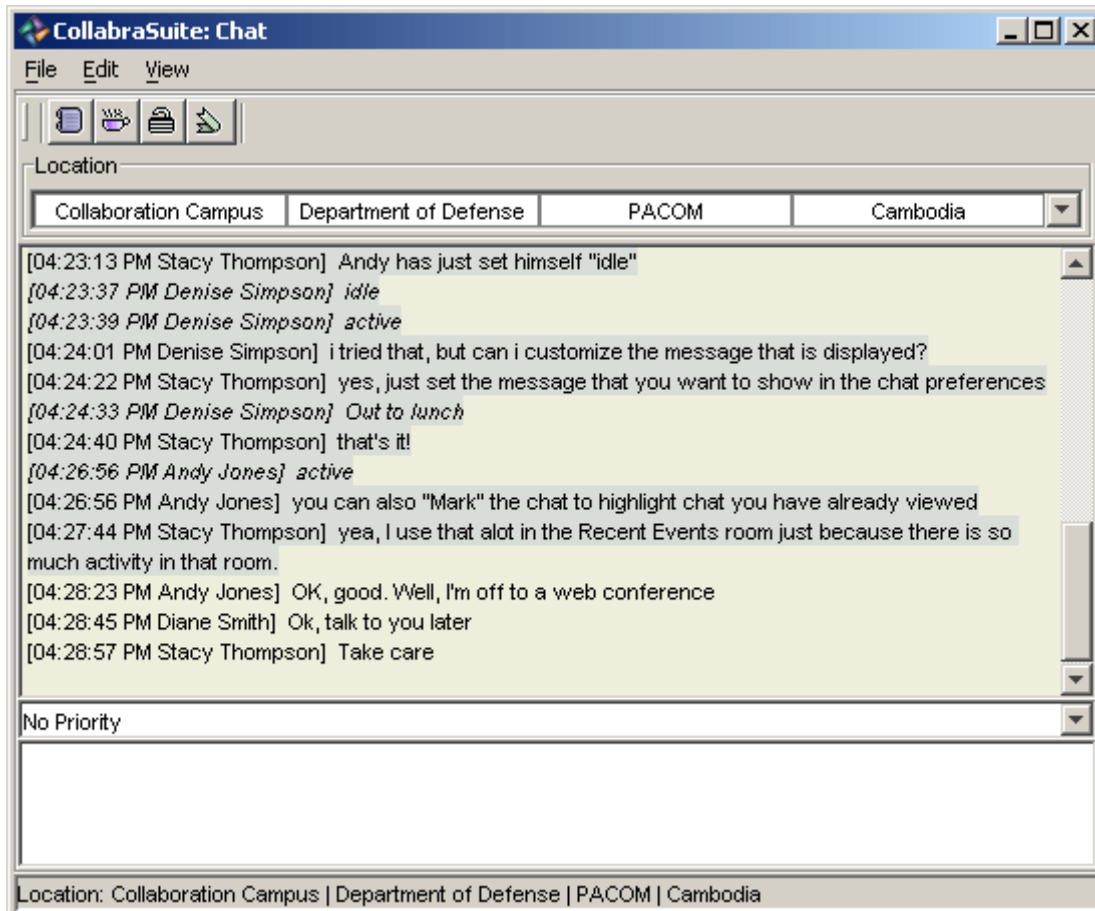 CollabraSuite: Chat
File Edit View
Location
Collaboration Campus Department of Defense PACOM Cambodia
[04:23:13 PM Stacy Thompson] Andy has just set himself "idle"
[04:23:37 PM Denise Simpson] idle
[04:23:39 PM Denise Simpson] active
[04:24:01 PM Denise Simpson] i tried that, but can i customize the message that is displayed?
[04:24:22 PM Stacy Thompson] yes, just set the message that you want to show in the chat preferences
[04:24:33 PM Denise Simpson] Out to lunch
[04:24:40 PM Stacy Thompson] that's it!
[04:26:56 PM Andy Jones] active
[04:26:56 PM Andy Jones] you can also "Mark" the chat to highlight chat you have already viewed
[04:27:44 PM Stacy Thompson] yea, I use that alot in the Recent Events room just because there is so
much activity in that room.
[04:28:23 PM Andy Jones] OK, good. Well, I'm off to a web conference
[04:28:45 PM Diane Smith] Ok, talk to you later
[04:28:57 PM Stacy Thompson] Take care
No Priority
Location: Collaboration Campus | Department of Defense | PACOM | Cambodia